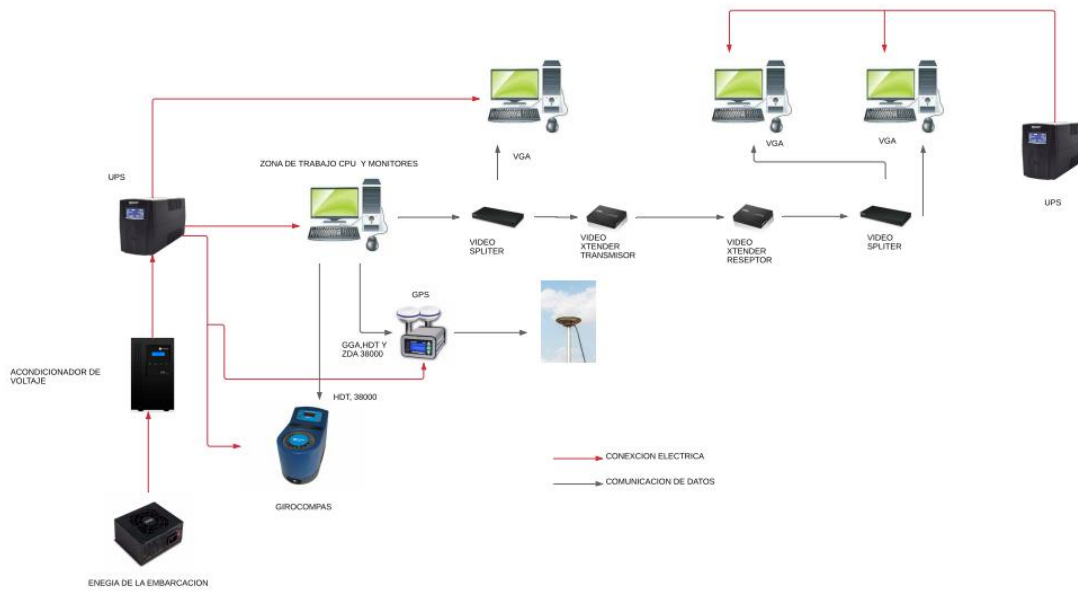 VGA
VGA
VGA
ZONA DE TRABAJO CPU Y MONITORES
UPS
UPS
VIDEO
SPLITER
VIDEO
XTENDER
TRANSMISOR
VIDEO
XTENDER
RESEPTOR
VIDEO
SPLITER
GPS
GGA,HDT Y
ZDA 38000
ACONDICIONADOR DE
VOLTAJE
HDT, 38000
CONEXCION ELECTRICA
COMUNICACION DE DATOS
GIROCOMPAS
ENEGIA DE LA EMBARCACION